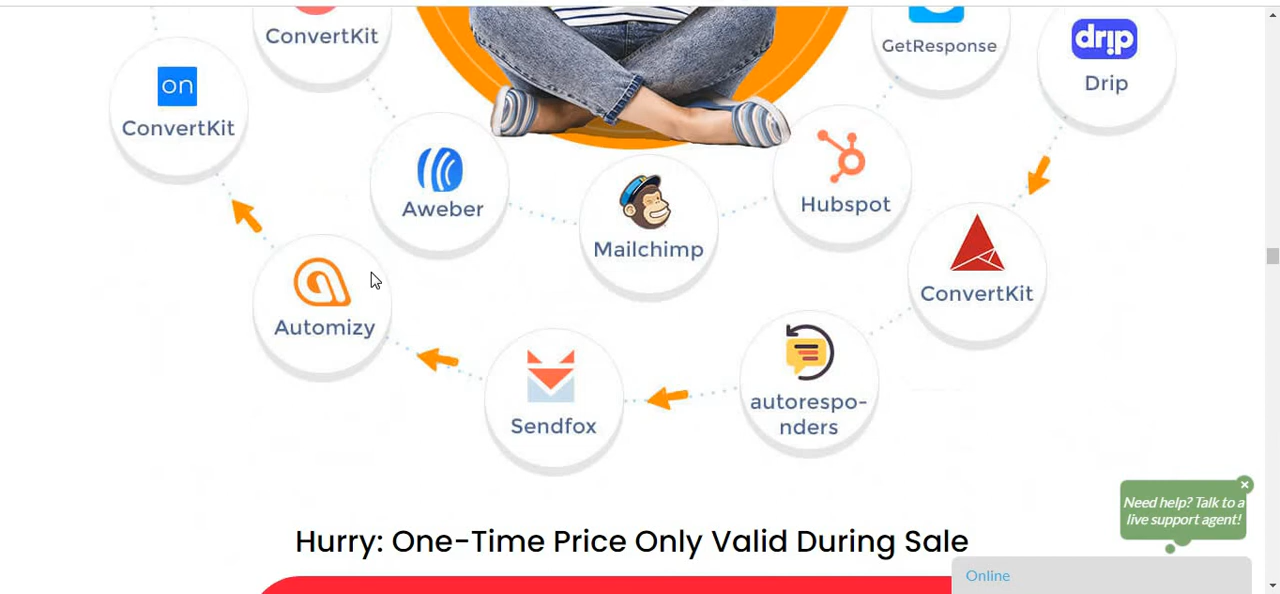 ConvertKit
GetResponse
drip
Drip
on
ConvertKit
Aweber
Hubspot
Mailchimp
ConvertKit
Automizy
autorespo-
nders
Sendfox
Hurry: One-Time Price Only Valid During Sale
Need help? Talk to a
live support agent!
Online